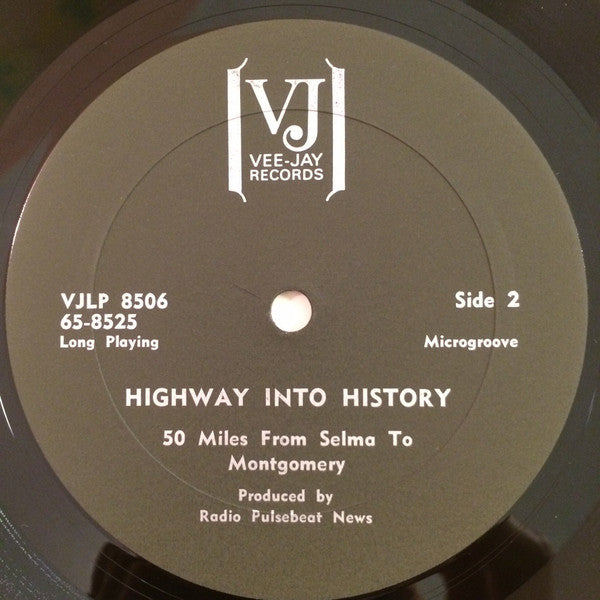 VJ
VEE-JAY
RECORDS
VJLP 8506
65-8525
Long Playing
Side 2
Microgroove
HIGHWAY INTO HISTORY
50 Miles From Selma To
Montgomery
Produced by
Radio Pulsebeat News